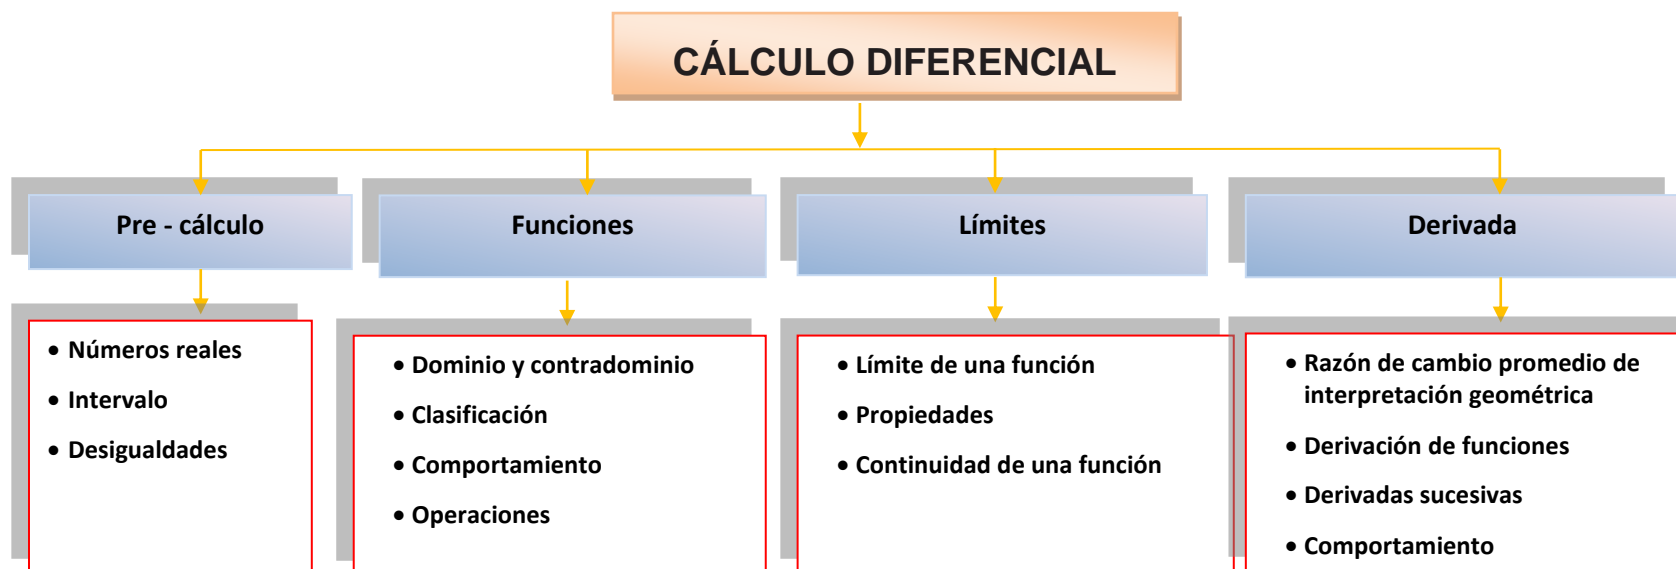 CÁLCULO DIFERENCIAL
Pre - cálculo
Funciones
Límites
Derivada
• Números reales
• Intervalo
• Desigualdades
• Dominio y contradominio
• Clasificación
• Comportamiento
• Operaciones
• Límite de una función
• Propiedades
• Continuidad de una función
• Razón de cambio promedio de
interpretación geométrica
• Derivación de funciones
• Derivadas sucesivas
• Comportamiento